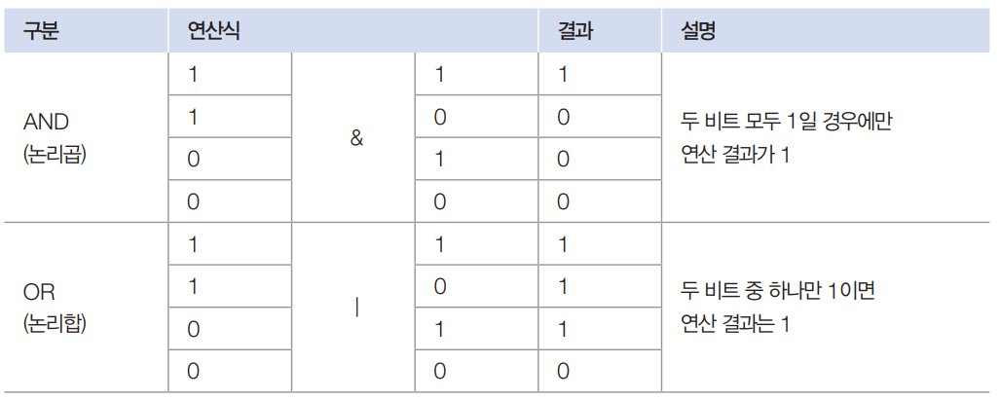 구분 연산식 결과 설명
AND
(논리곱)
1 & 1 1
1 0 0
0 1 0
0 0 0
두 비트 모두 1일 경우에만
연산 결과가 1
OR
(논리합)
1 | 1 1
1 0 1
0 1 1
0 0 0
두 비트 중 하나만 1이면
연산 결과는 1